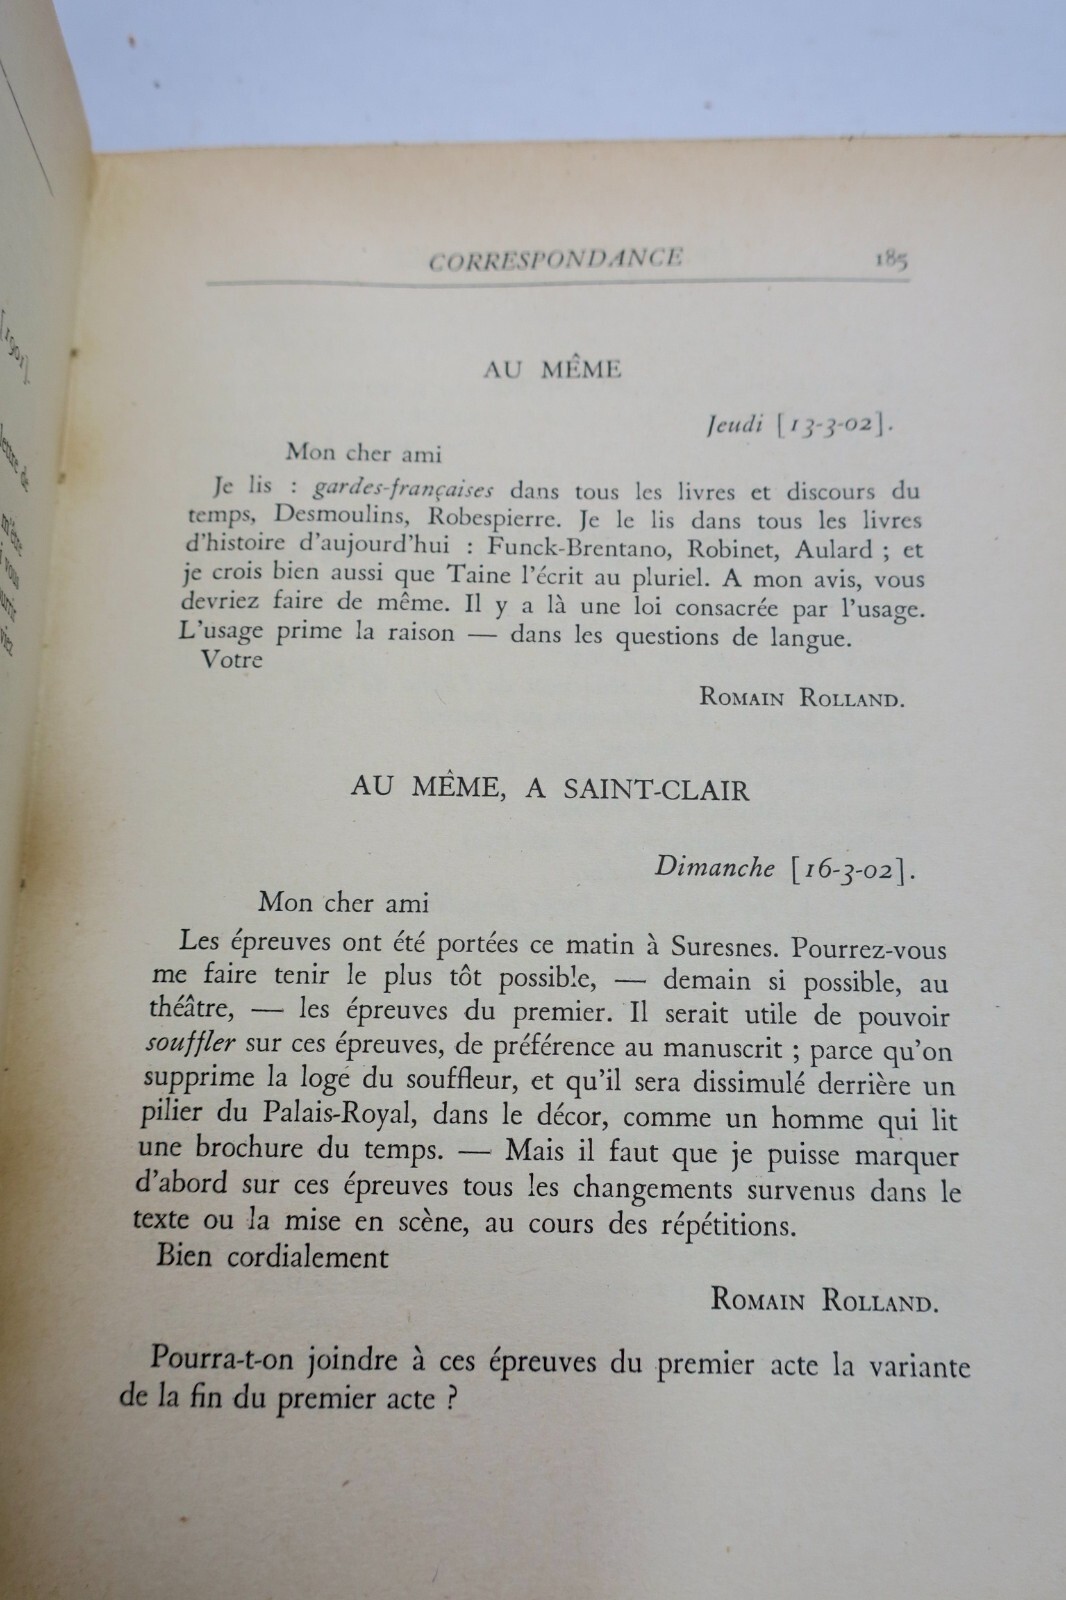 [1901].
lettre de
CORRESPONDANCE 185
AU MÊME
Jeudi [13-3-02].
Mon cher ami
Je lis : gardes-françaises dans tous les livres et discours du
temps, Desmoulins, Robespierre. Je le lis dans tous les livres
d'histoire d'aujourd'hui : Funck-Brentano, Robinet, Aulard ; et
je crois bien aussi que Taine l'écrit au pluriel. A mon avis, vous
devriez faire de même. Il y a là une loi consacrée par l'usage.
L'usage prime la raison — dans les questions de langue.
Votre
ROMAIN ROLLAND.
AU MÊME, A SAINT-CLAIR
Dimanche [16-3-02].
Mon cher ami
Les épreuves ont été portées ce matin à Suresnes. Pourrez-vous
me faire tenir le plus tôt possible, — demain si possible, au
théâtre, — les épreuves du premier. Il serait utile de pouvoir
souffler sur ces épreuves, de préférence au manuscrit ; parce qu'on
supprime la loge du souffleur, et qu'il sera dissimulé derrière un
pilier du Palais-Royal, dans le décor, comme un homme qui lit
une brochure du temps. — Mais il faut que je puisse marquer
d'abord sur ces épreuves tous les changements survenus dans le
texte ou la mise en scène, au cours des répétitions.
Bien cordialement
ROMAIN ROLLAND.
Pourra-t-on joindre à ces épreuves du premier acte la variante
de la fin du premier acte ?